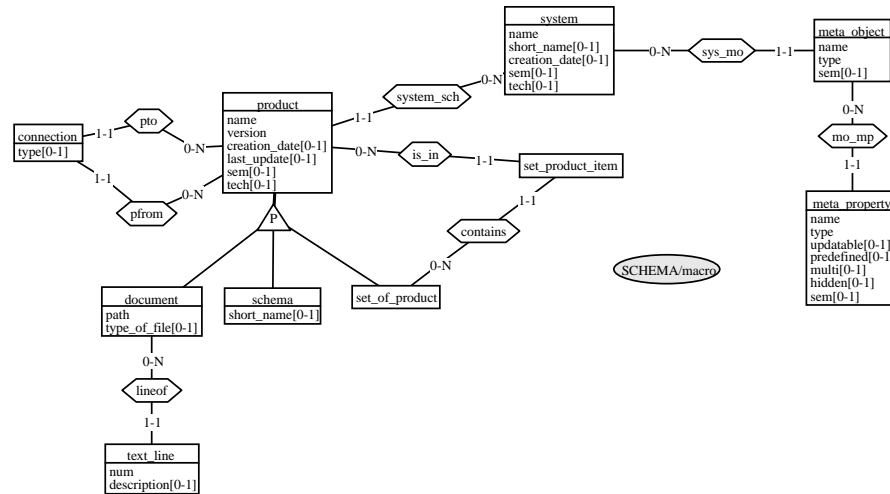 system
name
short_name[0-1]
creation_date[0-1]
sem[0-1]
tech[0-1]
0-N
sys_mo
1-1
meta_object
name
type
sem[0-1]
0-N
mo_mp
1-1
meta_property
name
type
updatable[0-1]
predefined[0-1]
multi[0-1]
hidden[0-1]
sem[0-1]
0-N
system_sch
1-1
product
name
version
creation_date[0-1]
last_update[0-1]
sem[0-1]
tech[0-1]
connection
type[0-1]
1-1
pto
0-N
1-1
pfrom
0-N
0-N
is_in
1-1
set_product_item
1-1
contains
0-N
P
SCHEMA/macro
document
path
type_of_file[0-1]
schema
short_name[0-1]
set_of_product
0-N
lineof
1-1
text_line
num
description[0-1]